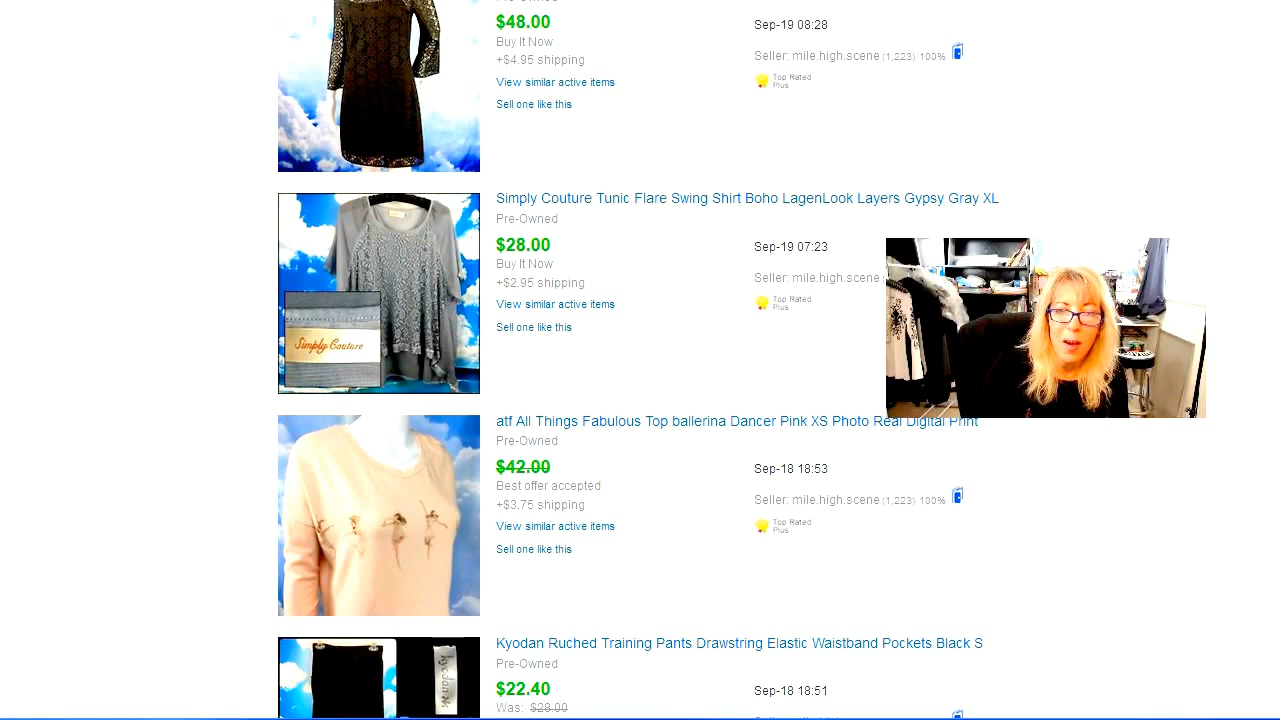 $48.00
Sep-19 08:28
Buy It Now
Seller: mile.high.scene (1,223) 100%
+$4.95 shipping
Top Rated
Plus
View similar active items
Sell one like this
Simply Couture Tunic Flare Swing Shirt Boho LagenLook Layers Gypsy Gray XL
Pre-Owned
$28.00
Sep-19 07:23
Buy It Now
Seller: mile.high.scene
+$2.95 shipping
Top Rated
Plus
View similar active items
Sell one like this
Simply Couture
atf All Things Fabulous Top ballerina Dancer Pink XS Photo Real Digital Print
Pre-Owned
$42.00
Sep-18 18:53
Best offer accepted
Seller: mile.high.scene (1,223) 100%
+$3.75 shipping
Top Rated
Plus
View similar active items
Sell one like this
Kyodan Ruched Training Pants Drawstring Elastic Waistband Pockets Black S
Pre-Owned
kyodan
$22.40
Sep-18 18:51
Was: $28.00